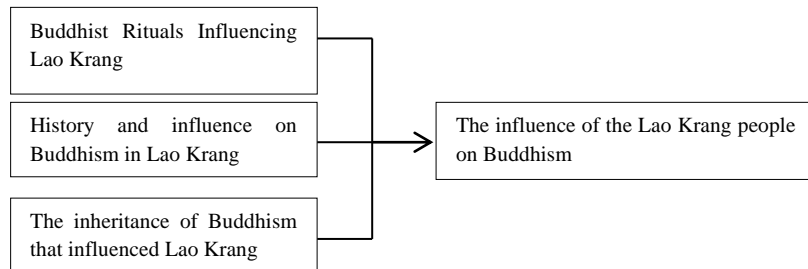 Buddhist Rituals Influencing
Lao Krang
History and influence on
Buddhism in Lao Krang
The inheritance of Buddhism
that influenced Lao Krang
The influence of the Lao Krang people
on Buddhism